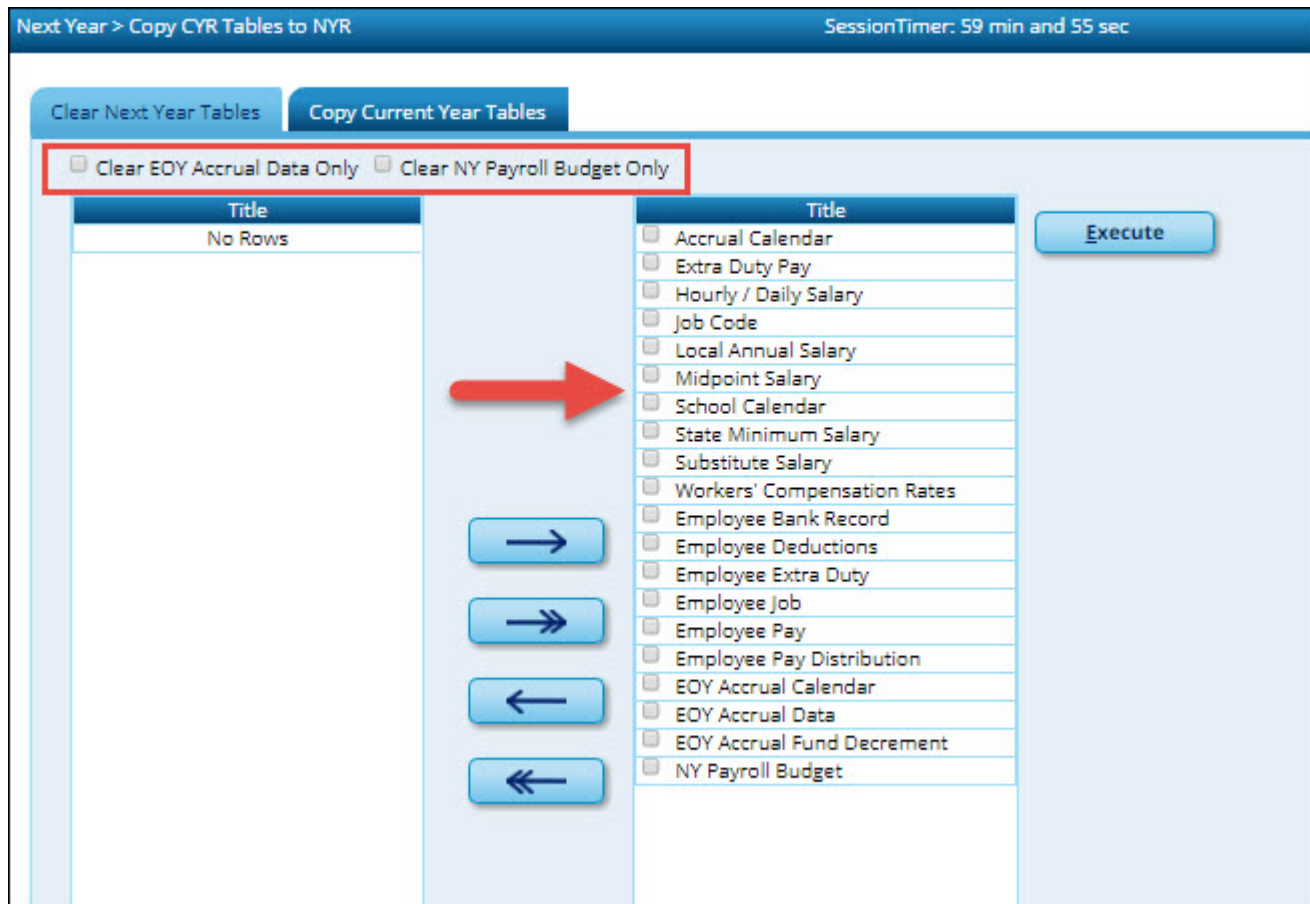 Next Year > Copy CYR Tables to NYR
SessionTimer: 59 min and 55 sec
Clear Next Year Tables
Copy Current Year Tables
Clear EOY Accrual Data Only
Clear NY Payroll Budget Only
Title
No Rows
Title
Accrual Calendar
Extra Duty Pay
Hourly / Daily Salary
Job Code
Local Annual Salary
Midpoint Salary
School Calendar
State Minimum Salary
Substitute Salary
Workers' Compensation Rates
Employee Bank Record
Employee Deductions
Employee Extra Duty
Employee Job
Employee Pay
Employee Pay Distribution
EOY Accrual Calendar
EOY Accrual Data
EOY Accrual Fund Decrement
NY Payroll Budget
Execute